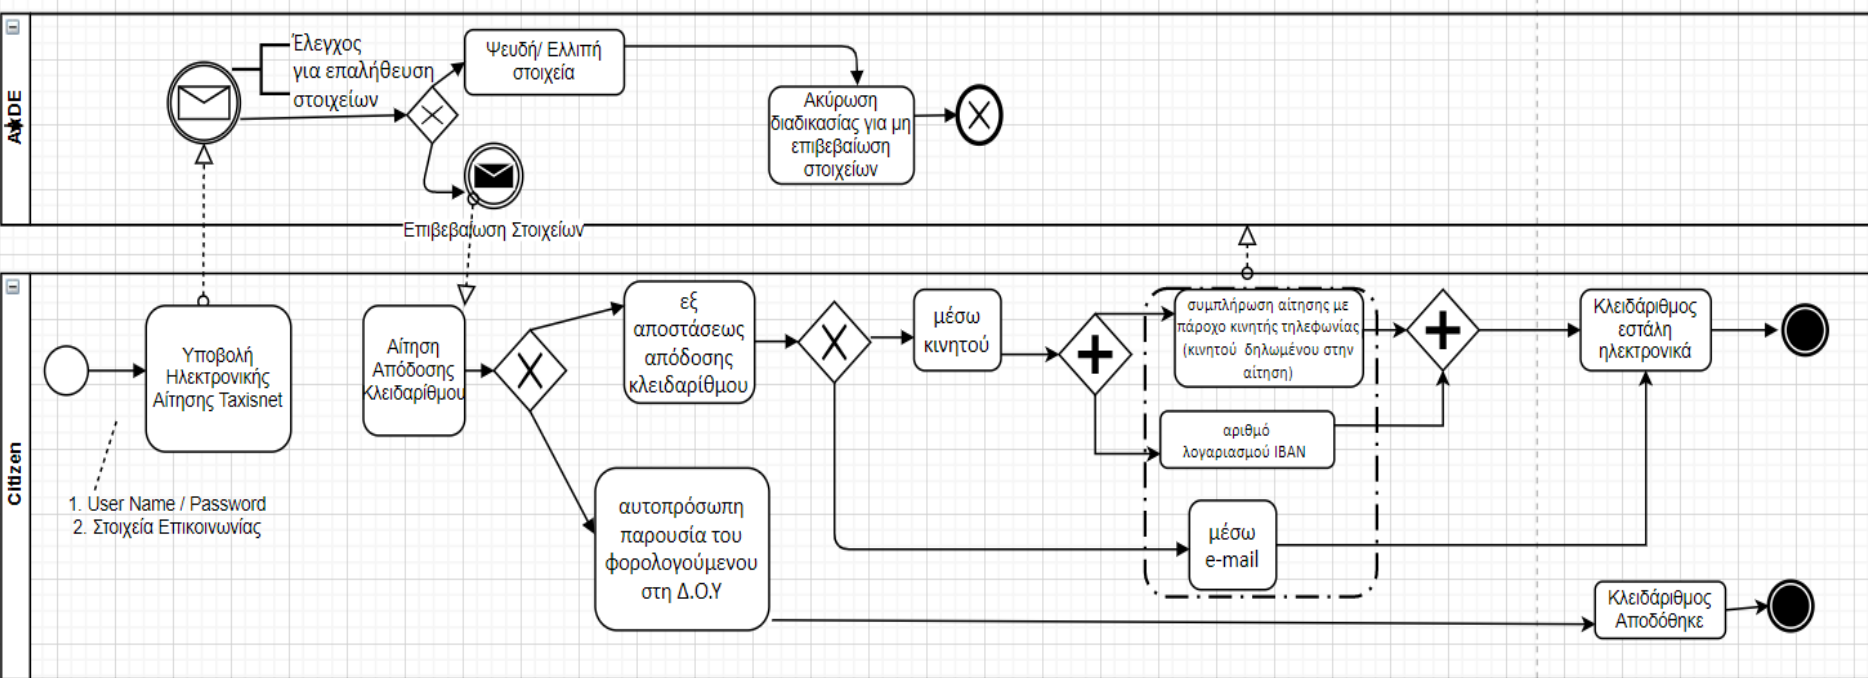 Έλεγχος
για επαλήθευση
στοιχείων
Ψευδή/ Ελλιπή
στοιχεία
Ακύρωση
διαδικασίας για μη
επιβεβαίωση
στοιχείων
Επιβεβαίωση Στοιχείων
Citizen
Υποβολή
Ηλεκτρονικής
Αίτησης Taxisnet
1. User Name / Password
2. Στοιχεία Επικοινωνίας
Αίτηση
Απόδοσης
Κλειδαρίθμου
εξ
αποστάσεως
απόδοσης
κλειδαρίθμου
αυτοπρόσωπη
παρουσία του
φορολογούμενου
στη Δ.Ο.Υ
μέσω
κινητού
συμπλήρωση αίτησης με
πάροχο κινητής τηλεφωνίας
(κινητού δηλωμένου στην
αίτηση)
αριθμό
λογαριασμού IBAN
μέσω
e-mail
Κλειδάριθμος
εστάλη
ηλεκτρονικά
Κλειδάριθμος
Αποδόθηκε